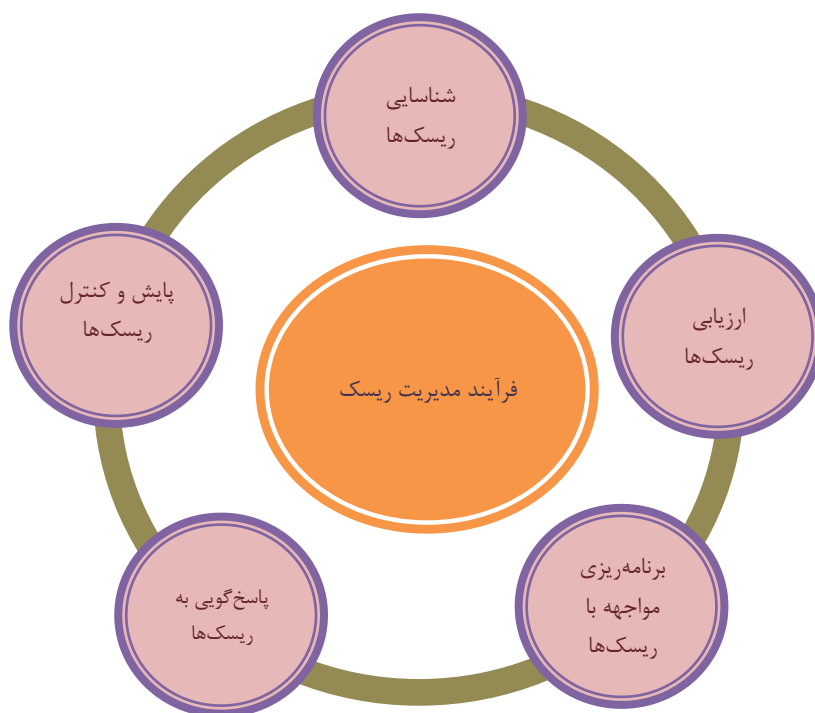 شناسایی
ریسک‌ها
ارزیابی
ریسک‌ها
برنامه‌ریزی
مواجهه با
ریسک‌ها
پاسخ‌گویی به
ریسک‌ها
پایش و کنترل
ریسک‌ها
فرآیند مدیریت ریسک